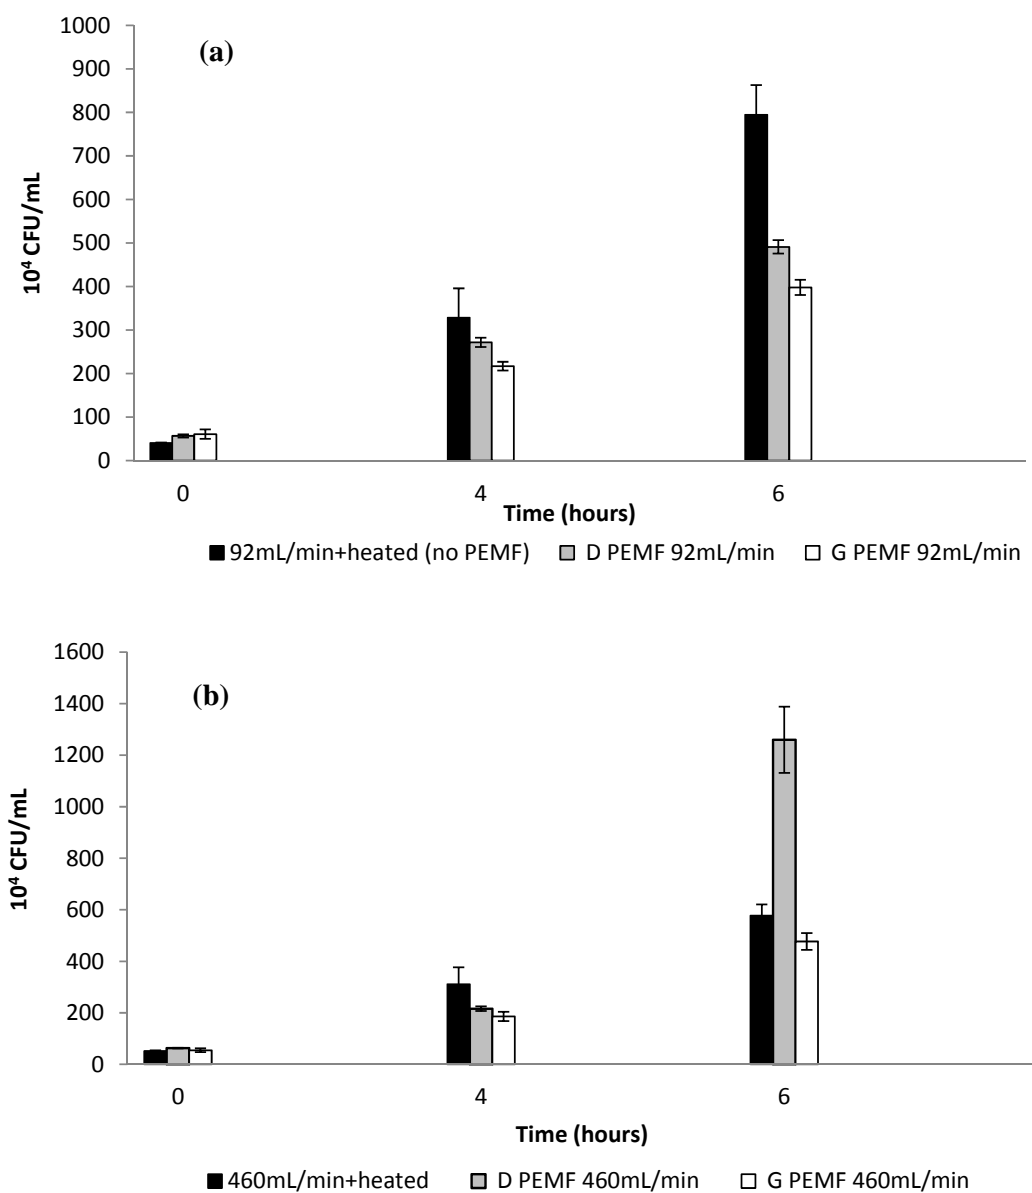 1000
(a)
900
800
700
600
500
400
300
200
100
0
10⁴ CFU/mL
0 4 6
Time (hours)
92mL/min+heated (no PEMF) D PEMF 92mL/min G PEMF 92mL/min
1600
(b)
1400
1200
1000
800
600
400
200
0
10⁴ CFU/mL
0 4 6
Time (hours)
460mL/min+heated D PEMF 460mL/min G PEMF 460mL/min